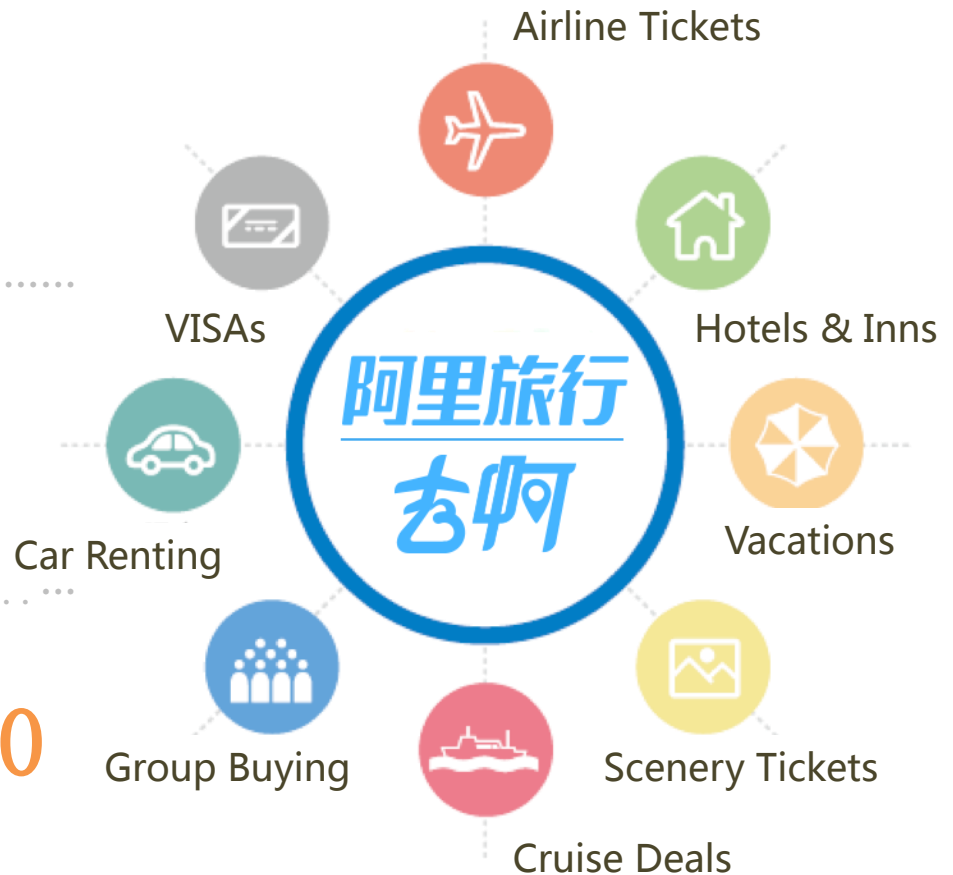 Airline Tickets
VISAs
Hotels & Inns
阿里旅行
去啊
Car Renting
Vacations
0
Group Buying
Scenery Tickets
Cruise Deals